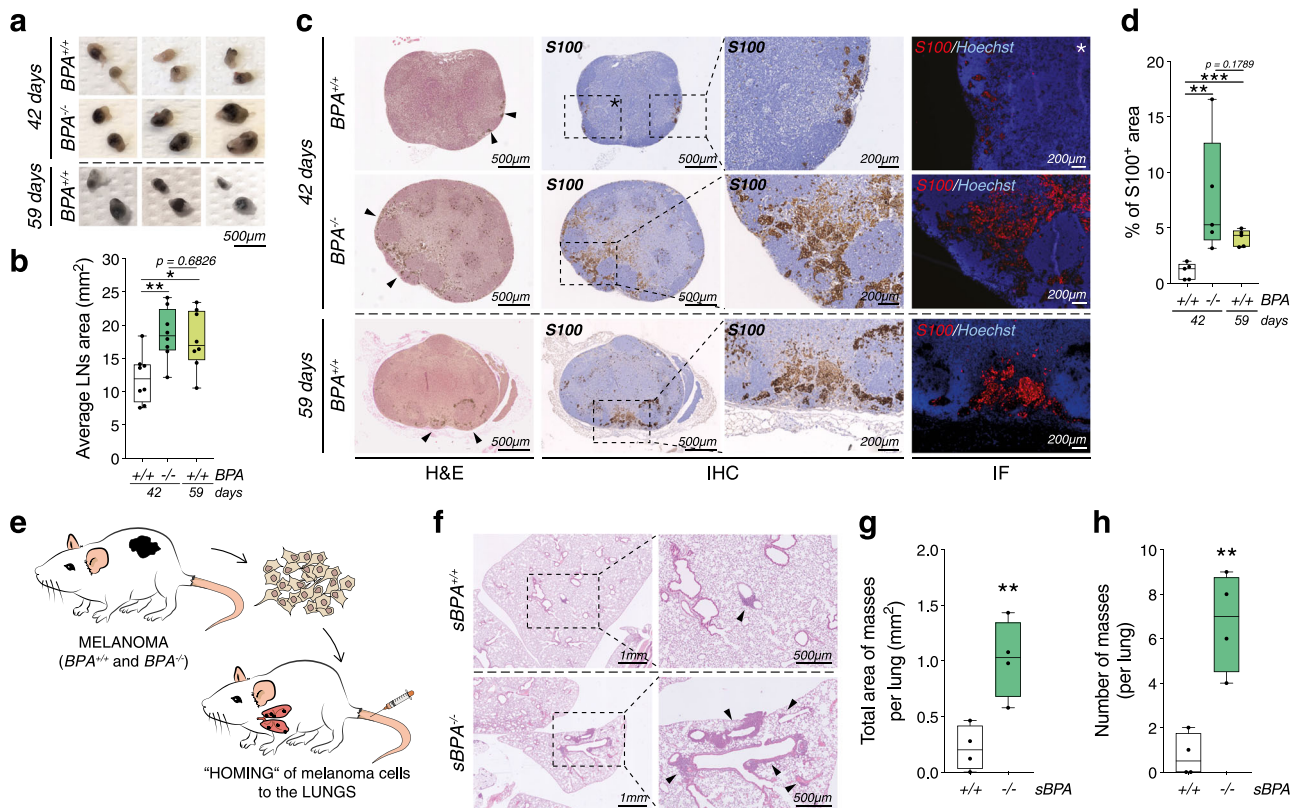 a
42 days
BPA+/+
BPA-/-
59 days
BPA+/+
500µm
b
p = 0.6826
*
**
Average LNs area (mm²)
30
25
20
15
10
5
0
+/+ -/- +/+ BPA
42 59 days
c
42 days
BPA+/+
500µm
S100
*
500µm
S100
200µm
S100/Hoechst
*
200µm
BPA-/-
500µm
S100
500µm
S100
200µm
S100/Hoechst
200µm
59 days
BPA+/+
500µm
S100
500µm
S100
200µm
S100/Hoechst
200µm
H&E
IHC
IF
d
p = 0.1789
***
**
% of S100+ area
20
15
10
5
0
+/+ -/- +/+ BPA
42 59 days
e
MELANOMA
(BPA+/+ and BPA-/-)
“HOMING“ of melanoma cells
to the LUNGS
f
sBPA+/+
1mm
500µm
sBPA-/-
1mm
500µm
g
Total area of masses
per lung (mm²)
2.0
1.5
1.0
0.5
0.0
**
+/+ -/- sBPA
h
Number of masses
(per lung)
10
8
6
4
2
0
**
+/+ -/- sBPA